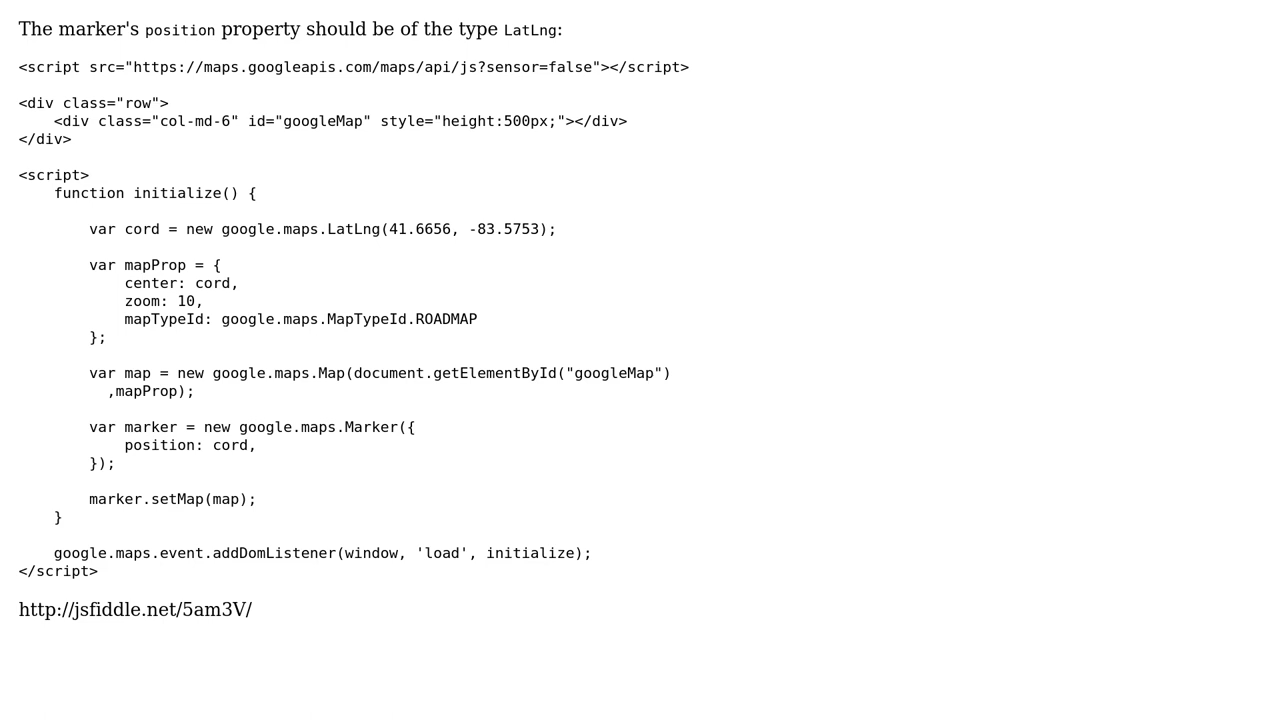 The marker's position property should be of the type LatLng:
<script src="https://maps.googleapis.com/maps/api/js?sensor=false"></script>
<div class="row">
    <div class="col-md-6" id="googleMap" style="height:500px;"></div>
</div>
<script>
    function initialize() {
        var cord = new google.maps.LatLng(41.6656, -83.5753);
        var mapProp = {
            center: cord,
            zoom: 10,
            mapTypeId: google.maps.MapTypeId.ROADMAP
        };
        var map = new google.maps.Map(document.getElementById("googleMap")
          ,mapProp);
        var marker = new google.maps.Marker({
            position: cord,
        });
        marker.setMap(map);
    }
    google.maps.event.addDomListener(window, 'load', initialize);
</script>
http://jsfiddle.net/5am3V/